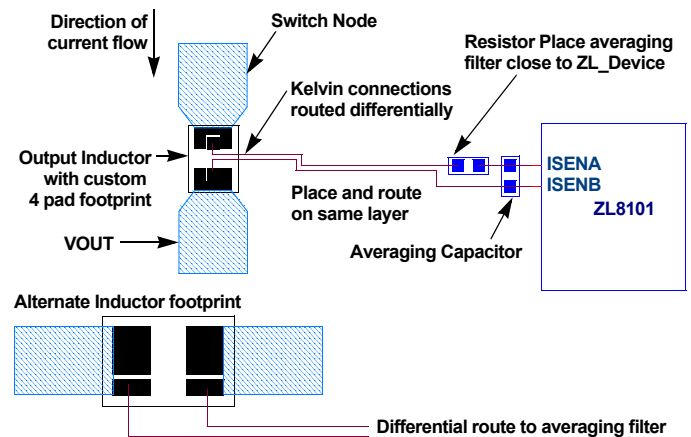 Direction of
current flow
Switch Node
Resistor Place averaging
filter close to ZL_Device
Kelvin connections
routed differentially
Output Inductor
with custom
4 pad footprint
ISENA
ISENB
ZL8101
Place and route
on same layer
VOUT
Averaging Capacitor
Alternate Inductor footprint
Differential route to averaging filter